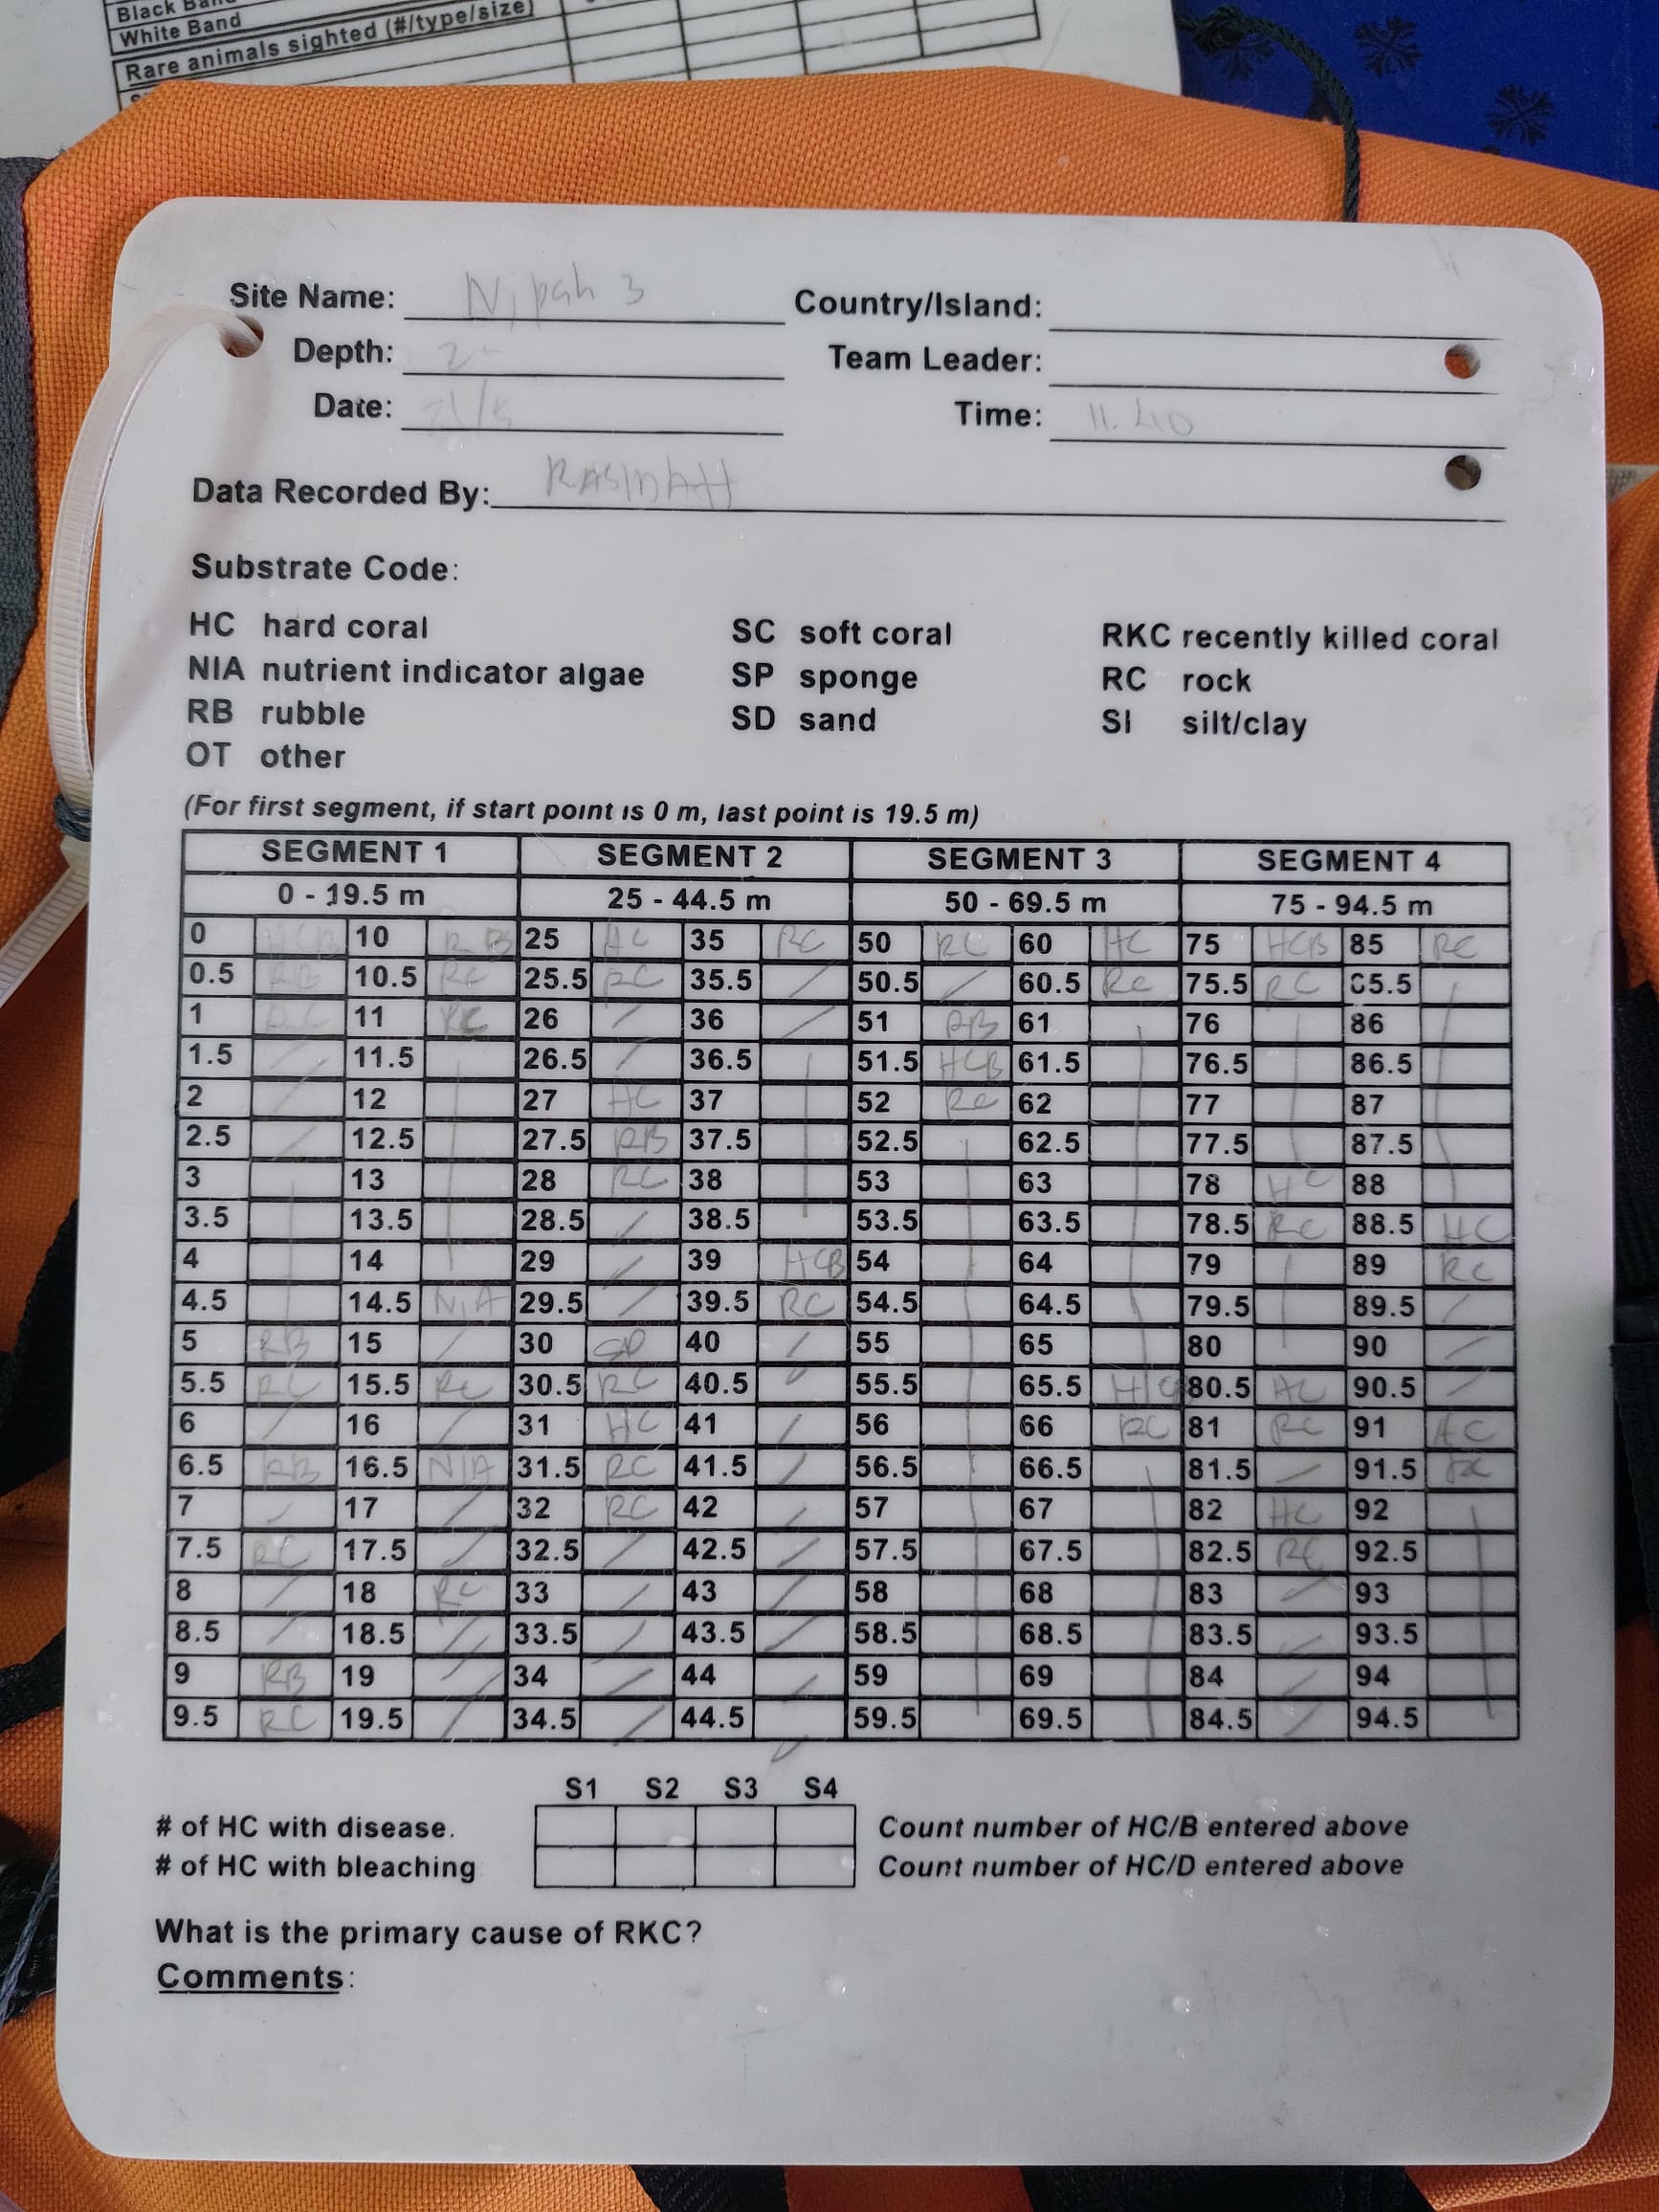 Black Band
White Band
Rare animals sighted (#/type/size)
Site Name: Nipah 3 Country/Island:
Depth: 2 Team Leader:
Date: 21/5 Time: 11.40
Data Recorded By:
Substrate Code:
HC hard coral SC soft coral RKC recently killed coral
NIA nutrient indicator algae SP sponge RC rock
RB rubble SD sand SI silt/clay
OT other
(For first segment, if start point is 0 m, last point is 19.5 m)
SEGMENT 1 SEGMENT 2 SEGMENT 3 SEGMENT 4
0 - 19.5 m 25 - 44.5 m 50 - 69.5 m 75 - 94.5 m
0 HCB 10 RB 25 HC 35 RC 50 RC 60 HC 75 HCB 85 RC
0.5 RB 10.5 RC 25.5 RC 35.5 / 50.5 / 60.5 RC 75.5 RC 85.5
1 RC 11 RC 26 / 36 / 51 RB 61 76 86
1.5 / 11.5 26.5 / 36.5 51.5 HCB 61.5 76.5 86.5
2 / 12 27 HC 37 52 RC 62 77 87
2.5 / 12.5 27.5 RB 37.5 52.5 62.5 77.5 87.5
3 13 28 RC 38 53 63 78 HC 88
3.5 13.5 28.5 / 38.5 53.5 63.5 78.5 RC 88.5 HC
4 14 29 / 39 HCB 54 64 79 89 RC
4.5 14.5 NIA 29.5 / 39.5 RC 54.5 64.5 79.5 89.5 /
5 RB 15 / 30 40 / 55 65 80 90 /
5.5 RC 15.5 RC 30.5 RC 40.5 / 55.5 65.5 80.5 HC 90.5 /
6 / 16 / 31 HC 41 / 56 66 RC 81 RC 91 HC
6.5 RB 16.5 NIA 31.5 RC 41.5 / 56.5 66.5 81.5 / 91.5
7 / 17 / 32 RC 42 / 57 67 82 HC 92
7.5 RC 17.5 / 32.5 / 42.5 / 57.5 67.5 82.5 RC 92.5
8 / 18 RC 33 / 43 / 58 68 83 / 93
8.5 / 18.5 / 33.5 / 43.5 / 58.5 68.5 83.5 / 93.5
9 RB 19 / 34 / 44 / 59 69 84 / 94
9.5 RC 19.5 / 34.5 / 44.5 / 59.5 69.5 84.5 / 94.5
S1 S2 S3 S4
# of HC with disease. Count number of HC/B entered above
# of HC with bleaching Count number of HC/D entered above
What is the primary cause of RKC?
Comments: